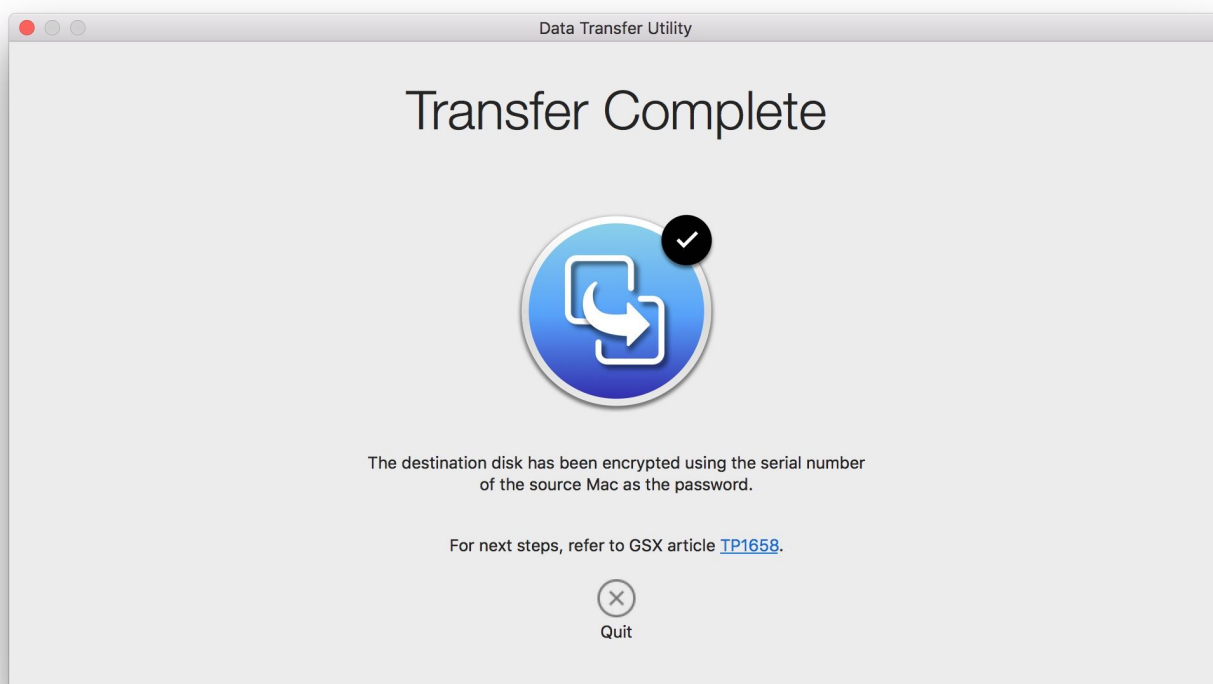 Data Transfer Utility
Transfer Complete
The destination disk has been encrypted using the serial number
of the source Mac as the password.
For next steps, refer to GSX article TP1658.
Quit